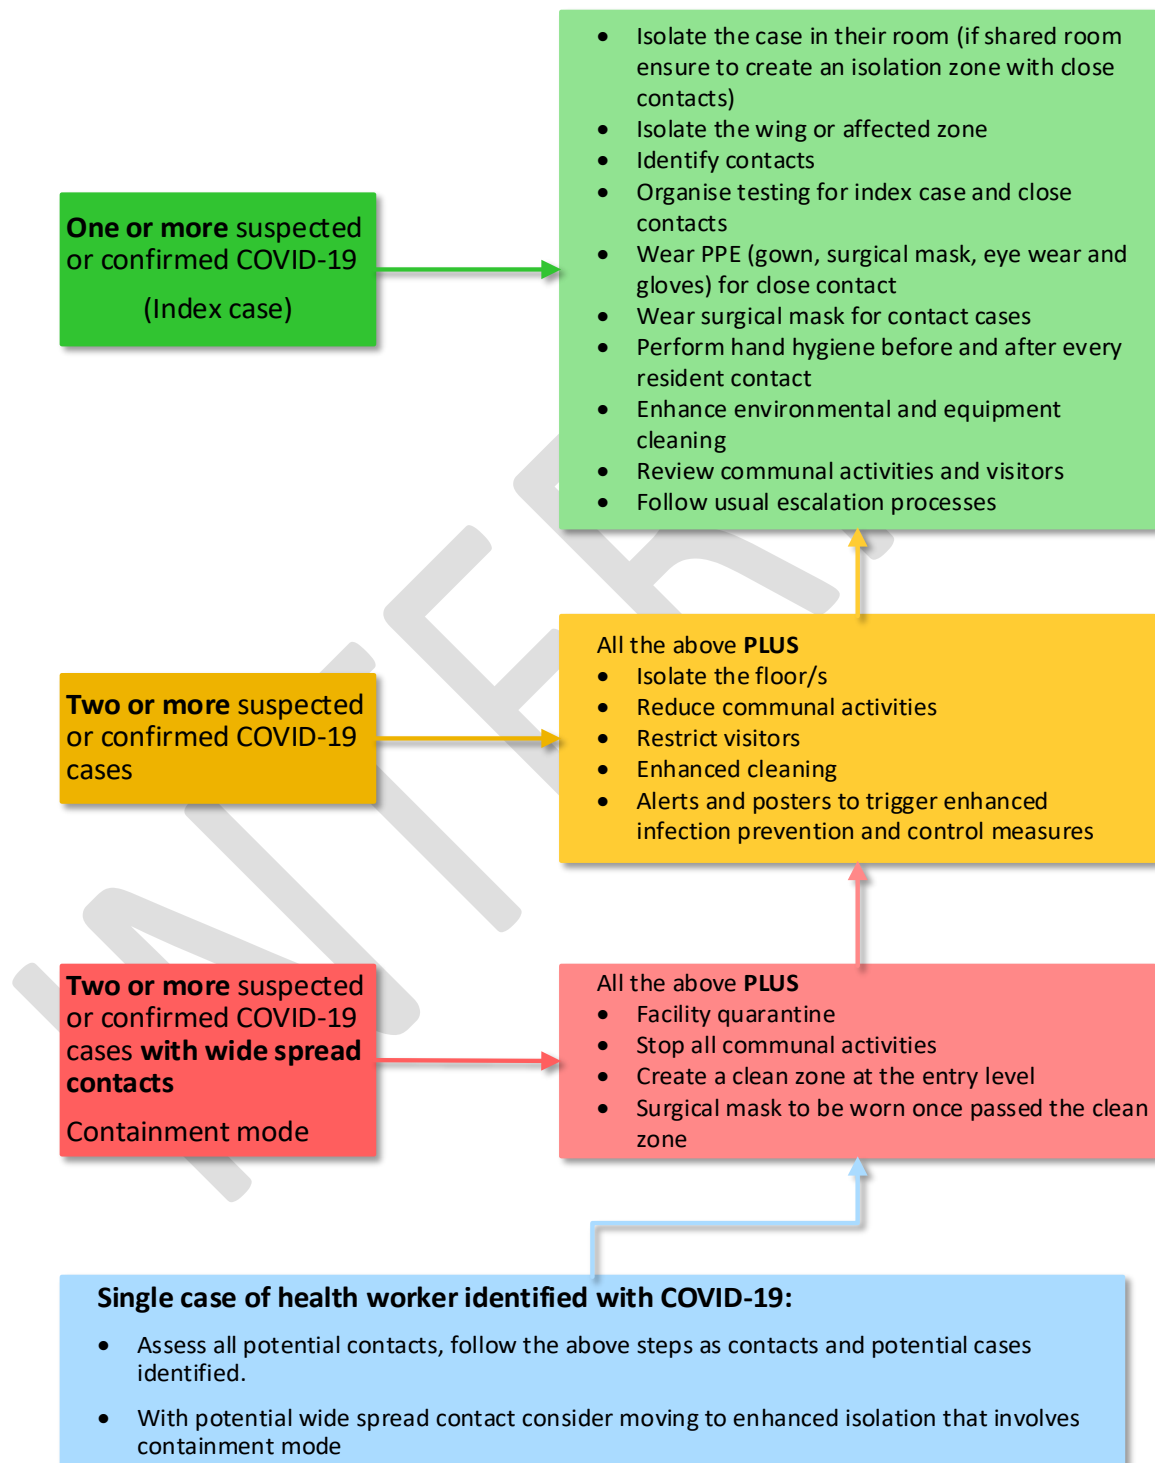 • Isolate the case in their room (if shared room
ensure to create an isolation zone with close
contacts)
• Isolate the wing or affected zone
• Identify contacts
• Organise testing for index case and close
contacts
• Wear PPE (gown, surgical mask, eye wear and
gloves) for close contact
• Wear surgical mask for contact cases
• Perform hand hygiene before and after every
resident contact
• Enhance environmental and equipment
cleaning
• Review communal activities and visitors
• Follow usual escalation processes
One or more suspected
or confirmed COVID-19
(Index case)
All the above PLUS
• Isolate the floor/s
• Reduce communal activities
• Restrict visitors
• Enhanced cleaning
• Alerts and posters to trigger enhanced
infection prevention and control measures
Two or more suspected
or confirmed COVID-19
cases
All the above PLUS
• Facility quarantine
• Stop all communal activities
• Create a clean zone at the entry level
• Surgical mask to be worn once passed the clean
zone
Two or more suspected
or confirmed COVID-19
cases with wide spread
contacts
Containment mode
Single case of health worker identified with COVID-19:
• Assess all potential contacts, follow the above steps as contacts and potential cases
identified.
• With potential wide spread contact consider moving to enhanced isolation that involves
containment mode